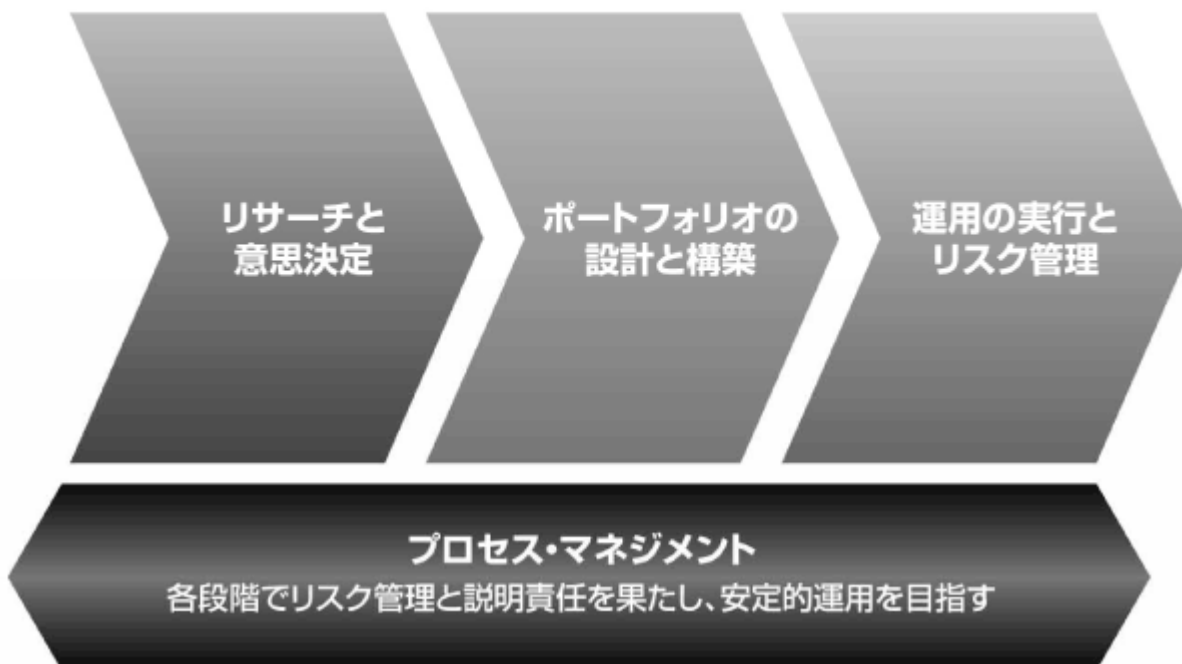 リサーチと
意思決定
ポートフォリオの
設計と構築
運用の実行と
リスク管理
プロセス・マネジメント
各段階でリスク管理と説明責任を果たし、安定的運用を目指す